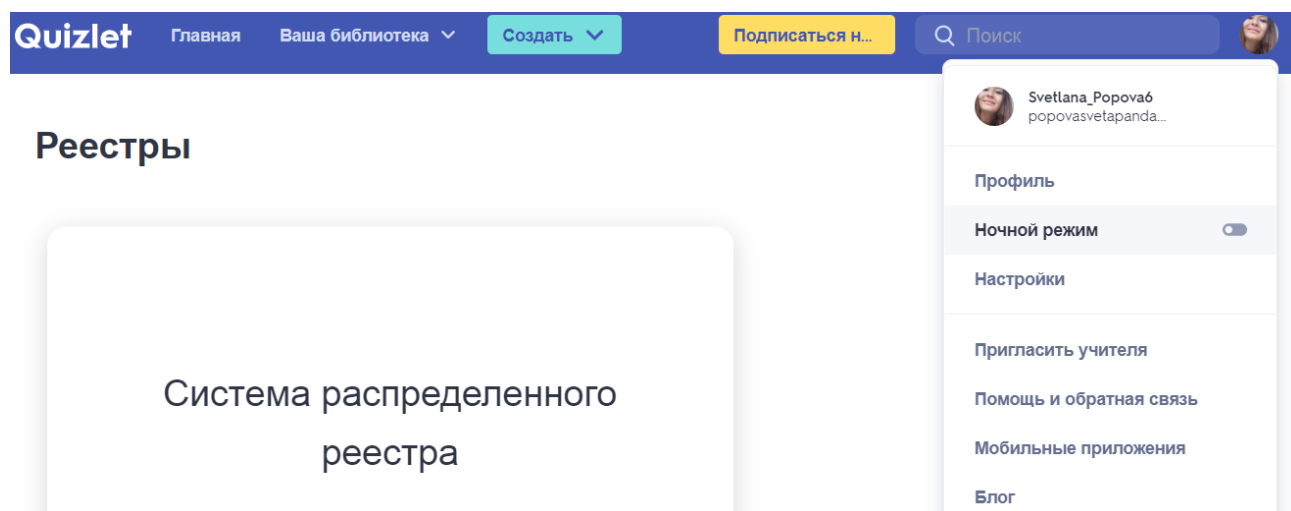 Quizlet Главная Ваша библиотека Создать Подписаться н... Поиск
Svetlana_Popova6
popovasvetapanda...
Реестры
Профиль
Ночной режим
Настройки
Пригласить учителя
Система распределенного
реестра
Помощь и обратная связь
Мобильные приложения
Блог